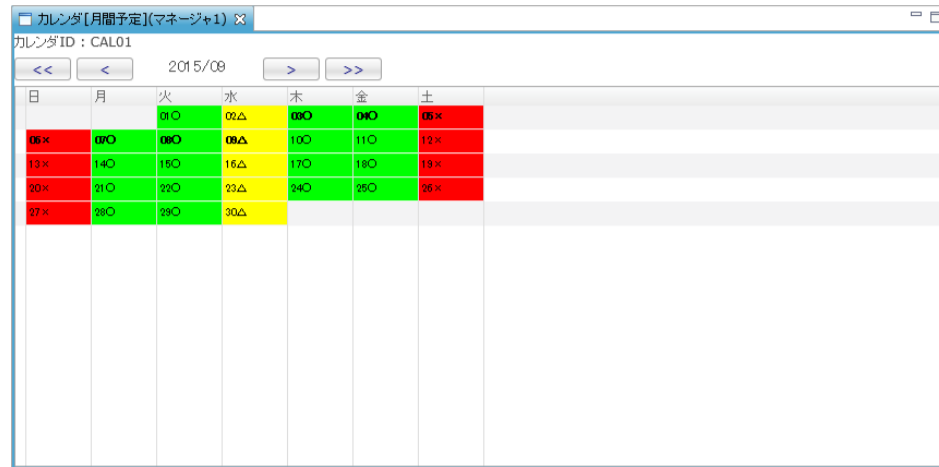 カレンダ[月間予定](マネージャ1)
カレンダID : CAL01
<< < 2015/09 > >>
日 月 火 水 木 金 土
01○ 02△ 03○ 04○ 05×
06× 07○ 08○ 09△ 10○ 11○ 12×
13× 14○ 15○ 16△ 17○ 18○ 19×
20× 21○ 22○ 23△ 24○ 25○ 26×
27× 28○ 29○ 30△